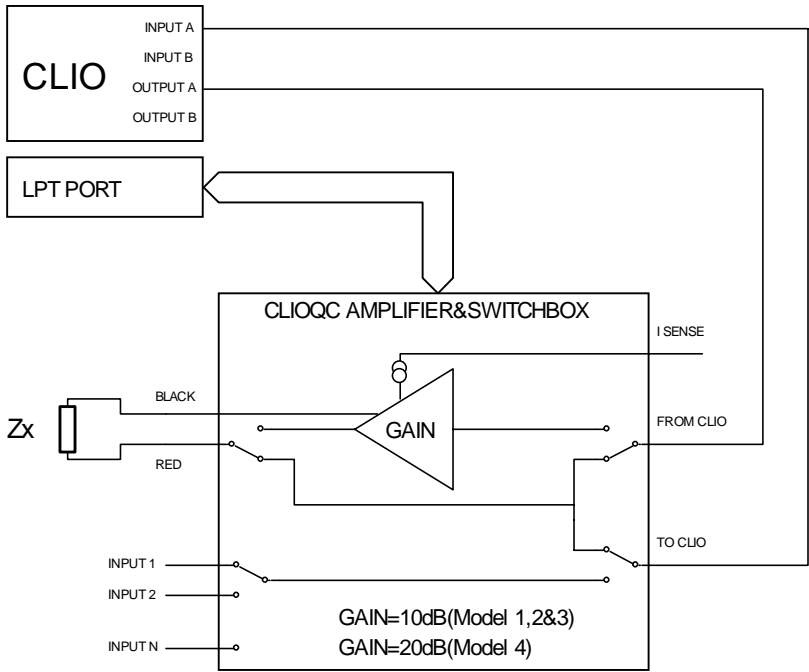 INPUT A
INPUT B
CLIO
OUTPUT A
OUTPUT B
LPT PORT
CLIOQC AMPLIFIER&SWITCHBOX
I SENSE
BLACK
Zx
GAIN
FROM CLIO
RED
TO CLIO
INPUT 1
INPUT 2
GAIN=10dB(Model 1,2&3)
GAIN=20dB(Model 4)
INPUT N